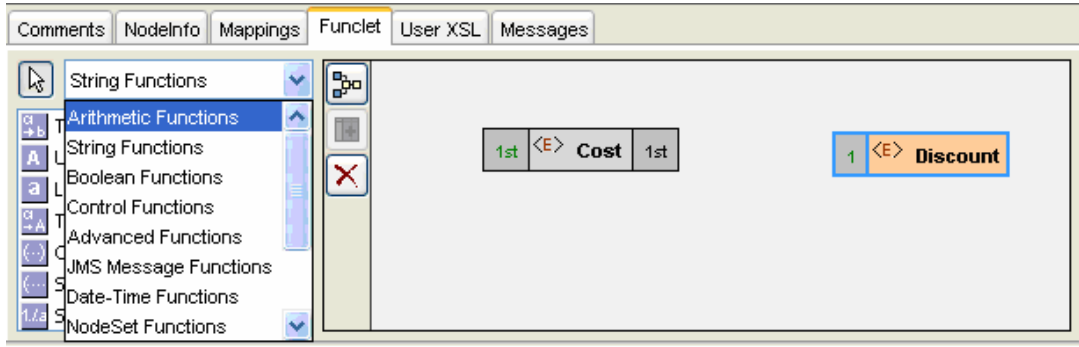 Comments NodeInfo Mappings Funclet User XSL Messages
String Functions
Arithmetic Functions
String Functions
Boolean Functions
Control Functions
Advanced Functions
JMS Message Functions
Date-Time Functions
NodeSet Functions
1st <E> Cost 1st
1 <E> Discount